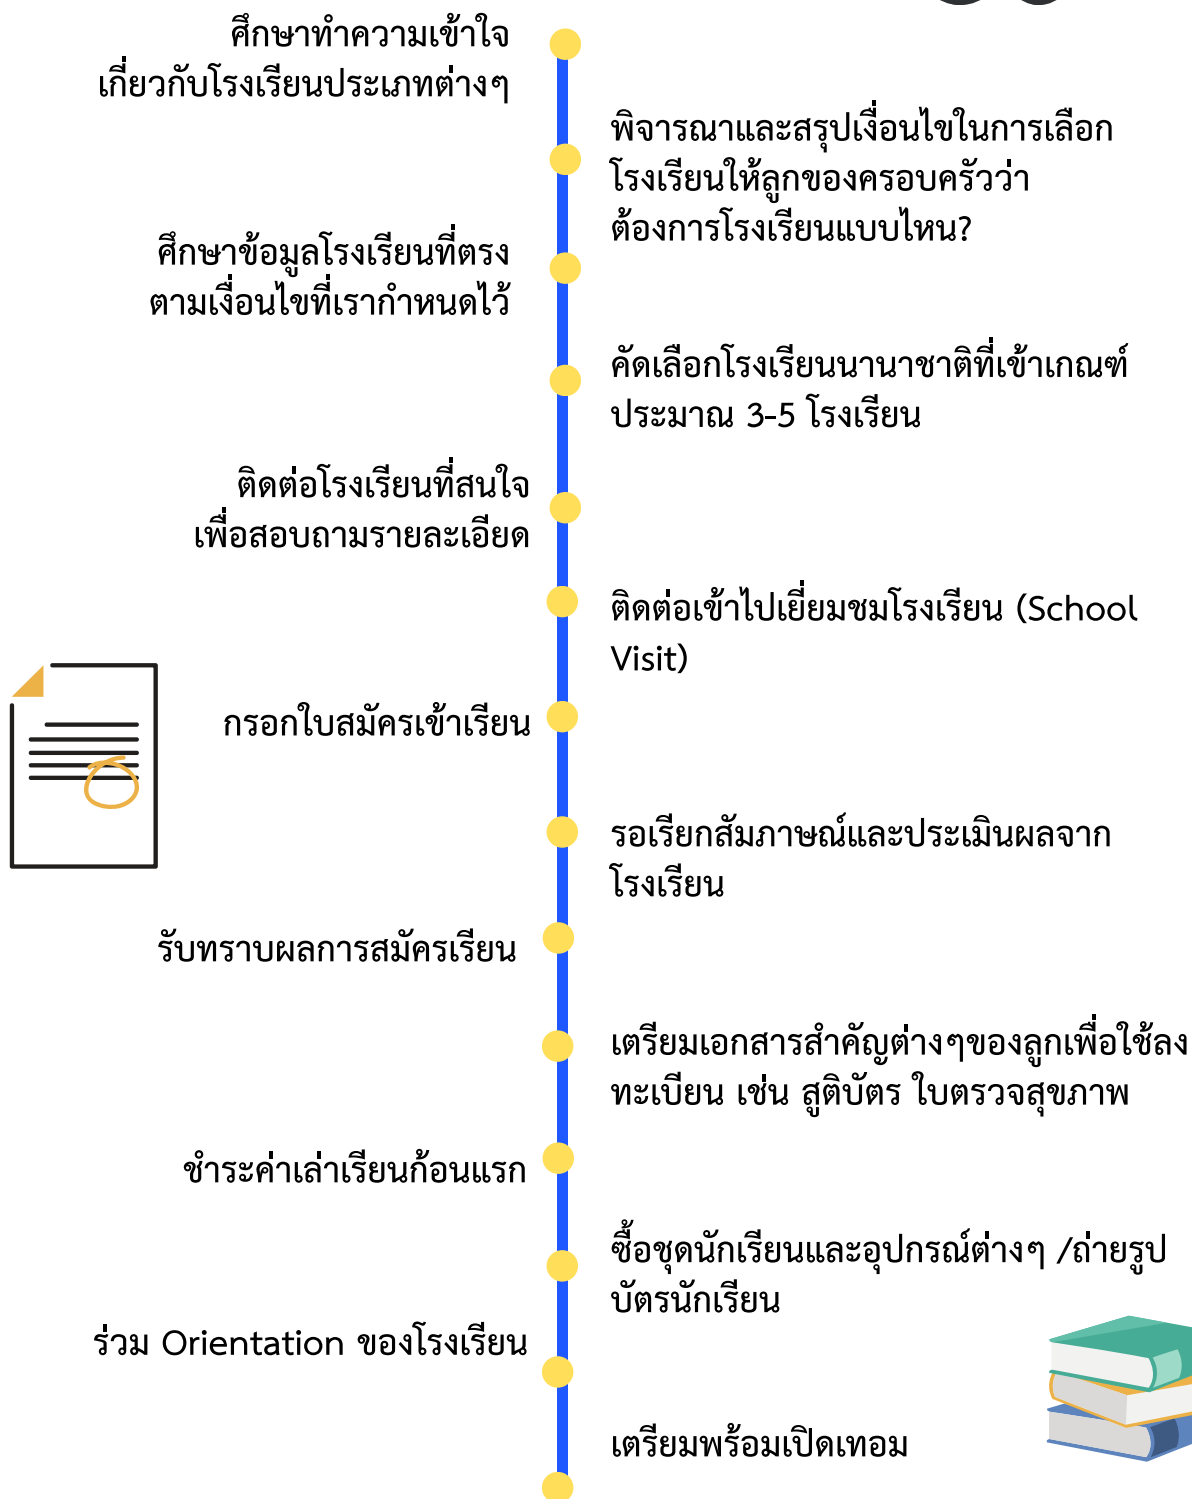 ศึกษาทำความเข้าใจ
เกี่ยวกับโรงเรียนประเภทต่างๆ
พิจารณาและสรุปเงื่อนไขในการเลือก
โรงเรียนให้ลูกของครอบครัวว่า
ต้องการโรงเรียนแบบไหน?
ศึกษาข้อมูลโรงเรียนที่ตรง
ตามเงื่อนไขที่เรากำหนดไว้
คัดเลือกโรงเรียนนานาชาติที่เข้าเกณฑ์
ประมาณ 3-5 โรงเรียน
ติดต่อโรงเรียนที่สนใจ
เพื่อสอบถามรายละเอียด
ติดต่อเข้าไปเยี่ยมชมโรงเรียน (School
Visit)
กรอกใบสมัครเข้าเรียน
รอเรียกสัมภาษณ์และประเมินผลจาก
โรงเรียน
รับทราบผลการสมัครเรียน
เตรียมเอกสารสำคัญต่างๆของลูกเพื่อใช้ลง
ทะเบียน เช่น สูติบัตร ใบตรวจสุขภาพ
ชำระค่าเล่าเรียนก้อนแรก
ซื้อชุดนักเรียนและอุปกรณ์ต่างๆ /ถ่ายรูป
บัตรนักเรียน
ร่วม Orientation ของโรงเรียน
เตรียมพร้อมเปิดเทอม